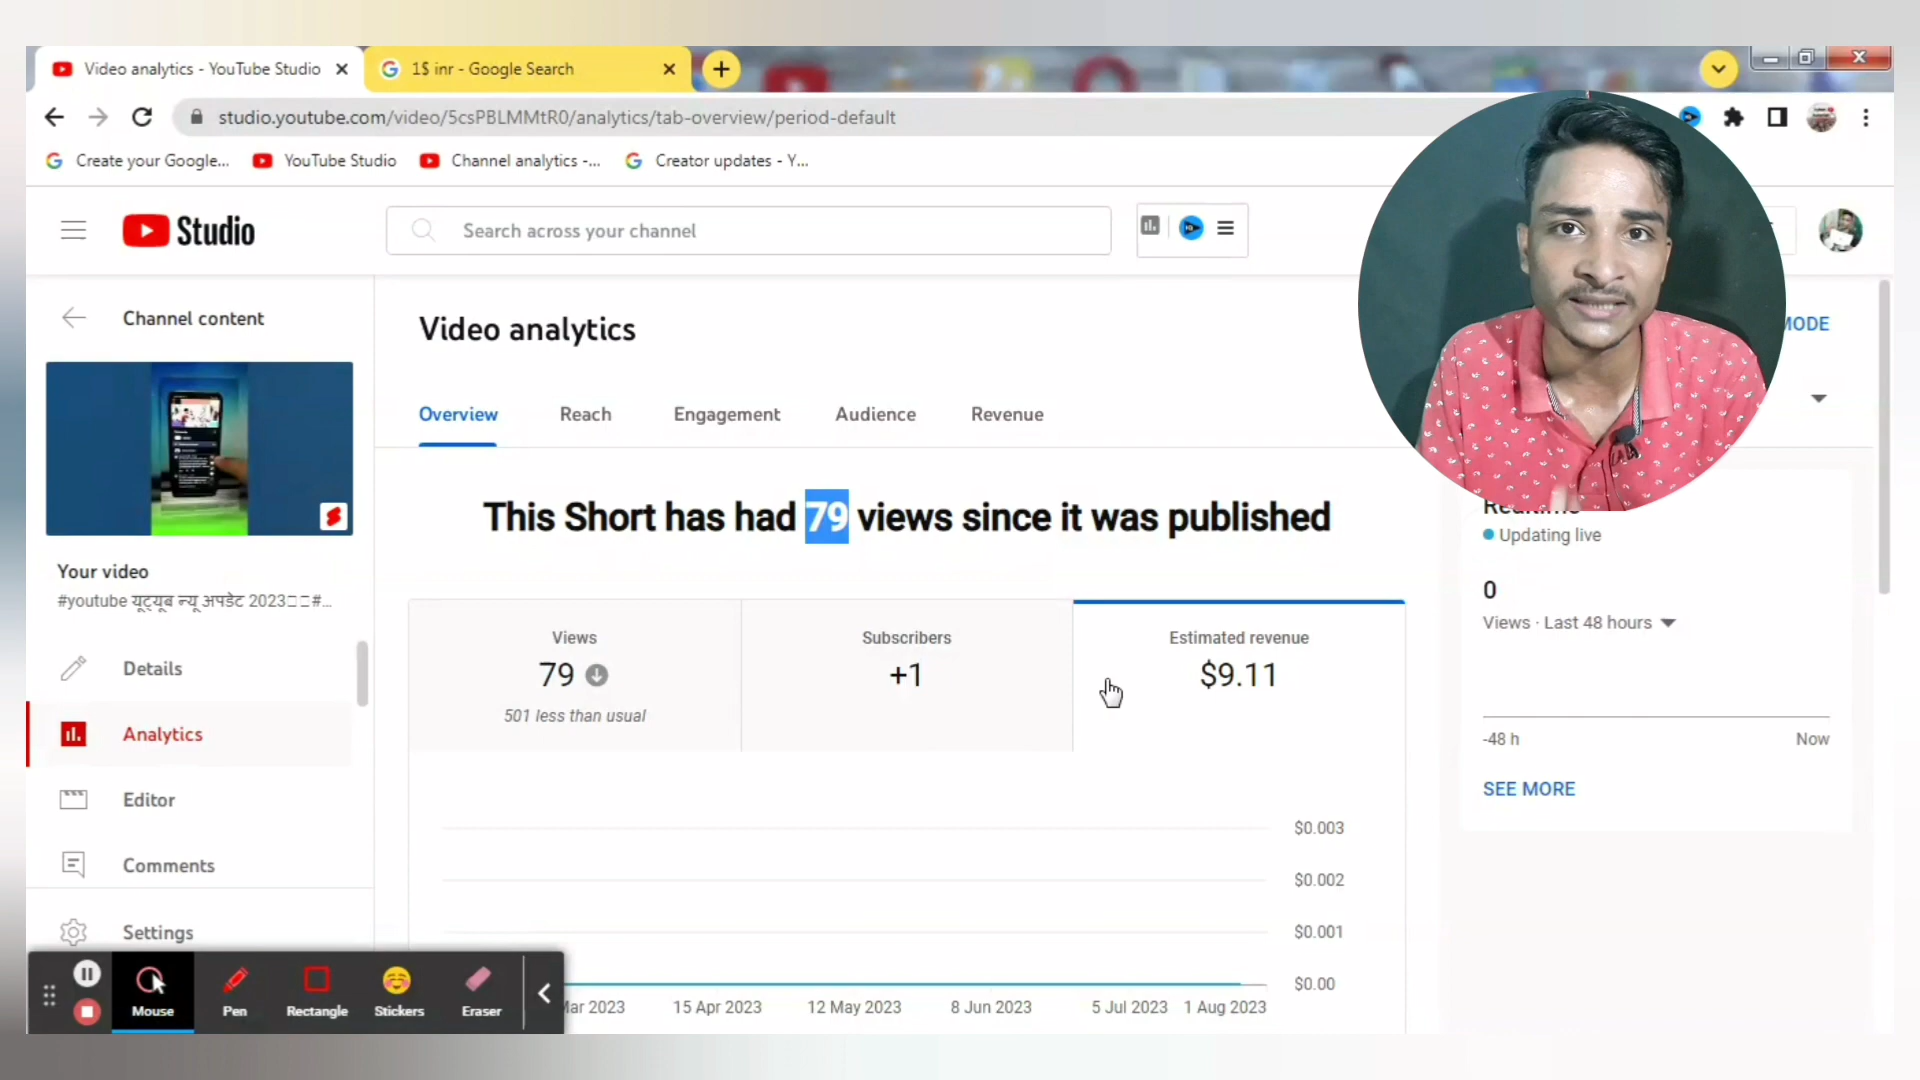 Video analytics - YouTube Studio
1$ inr - Google Search
studio.youtube.com/video/5csPBLMMtR0/analytics/tab-overview/period-default
Create your Google...
YouTube Studio
Channel analytics -...
Creator updates - Y...
Studio
Search across your channel
Channel content
Video analytics
MODE
Overview
Reach
Engagement
Audience
Revenue
This Short has had 79 views since it was published
Updating live
Your video
#youtube यूट्यूब न्यू अपडेट 2023□□#...
0
Views · Last 48 hours
Views
79
501 less than usual
Subscribers
+1
Estimated revenue
$9.11
-48 h
Now
SEE MORE
Details
Analytics
Editor
Comments
Settings
$0.003
$0.002
$0.001
$0.00
Mar 2023
15 Apr 2023
12 May 2023
8 Jun 2023
5 Jul 2023
1 Aug 2023
Mouse
Pen
Rectangle
Stickers
Eraser